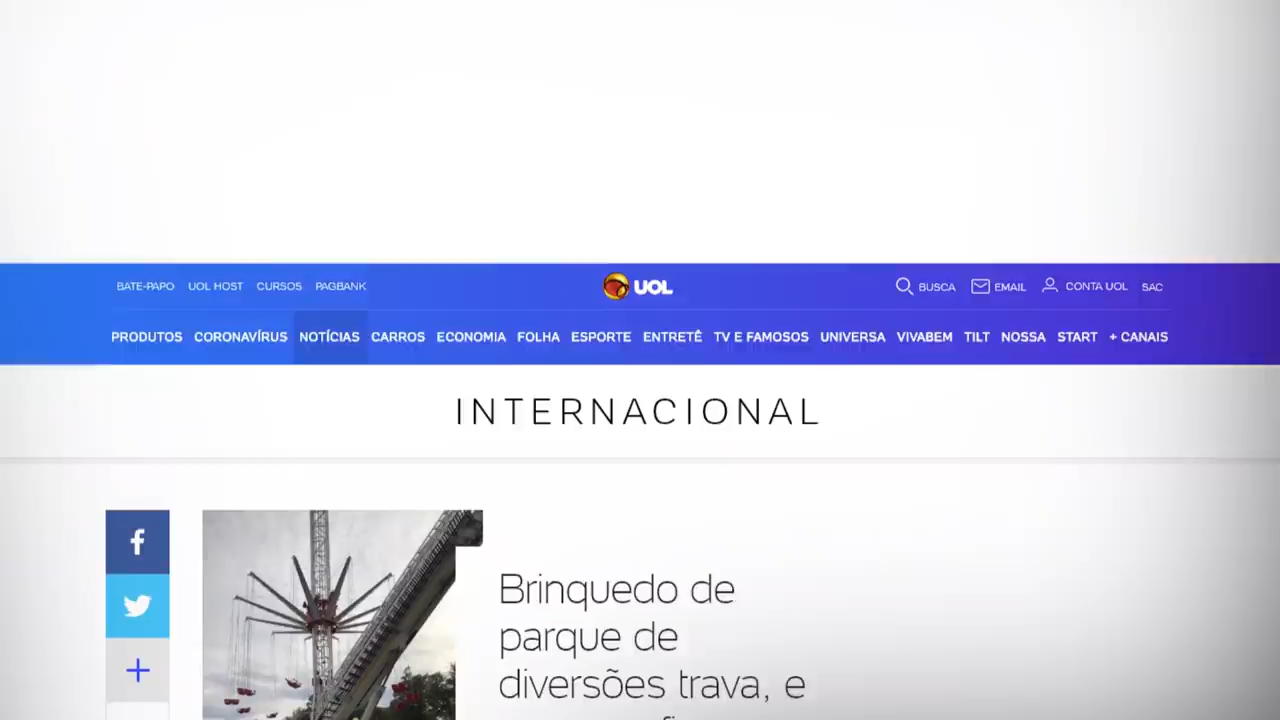 BATE-PAPO UOL HOST CURSOS PAGBANK UOL BUSCA EMAIL CONTA UOL SAC
PRODUTOS CORONAVÍRUS NOTÍCIAS CARROS ECONOMIA FOLHA ESPORTE ENTRETÊ TV E FAMOSOS UNIVERSA VIVABEM TILT NOSSA START + CANAIS
INTERNACIONAL
Brinquedo de
parque de
diversões trava, e